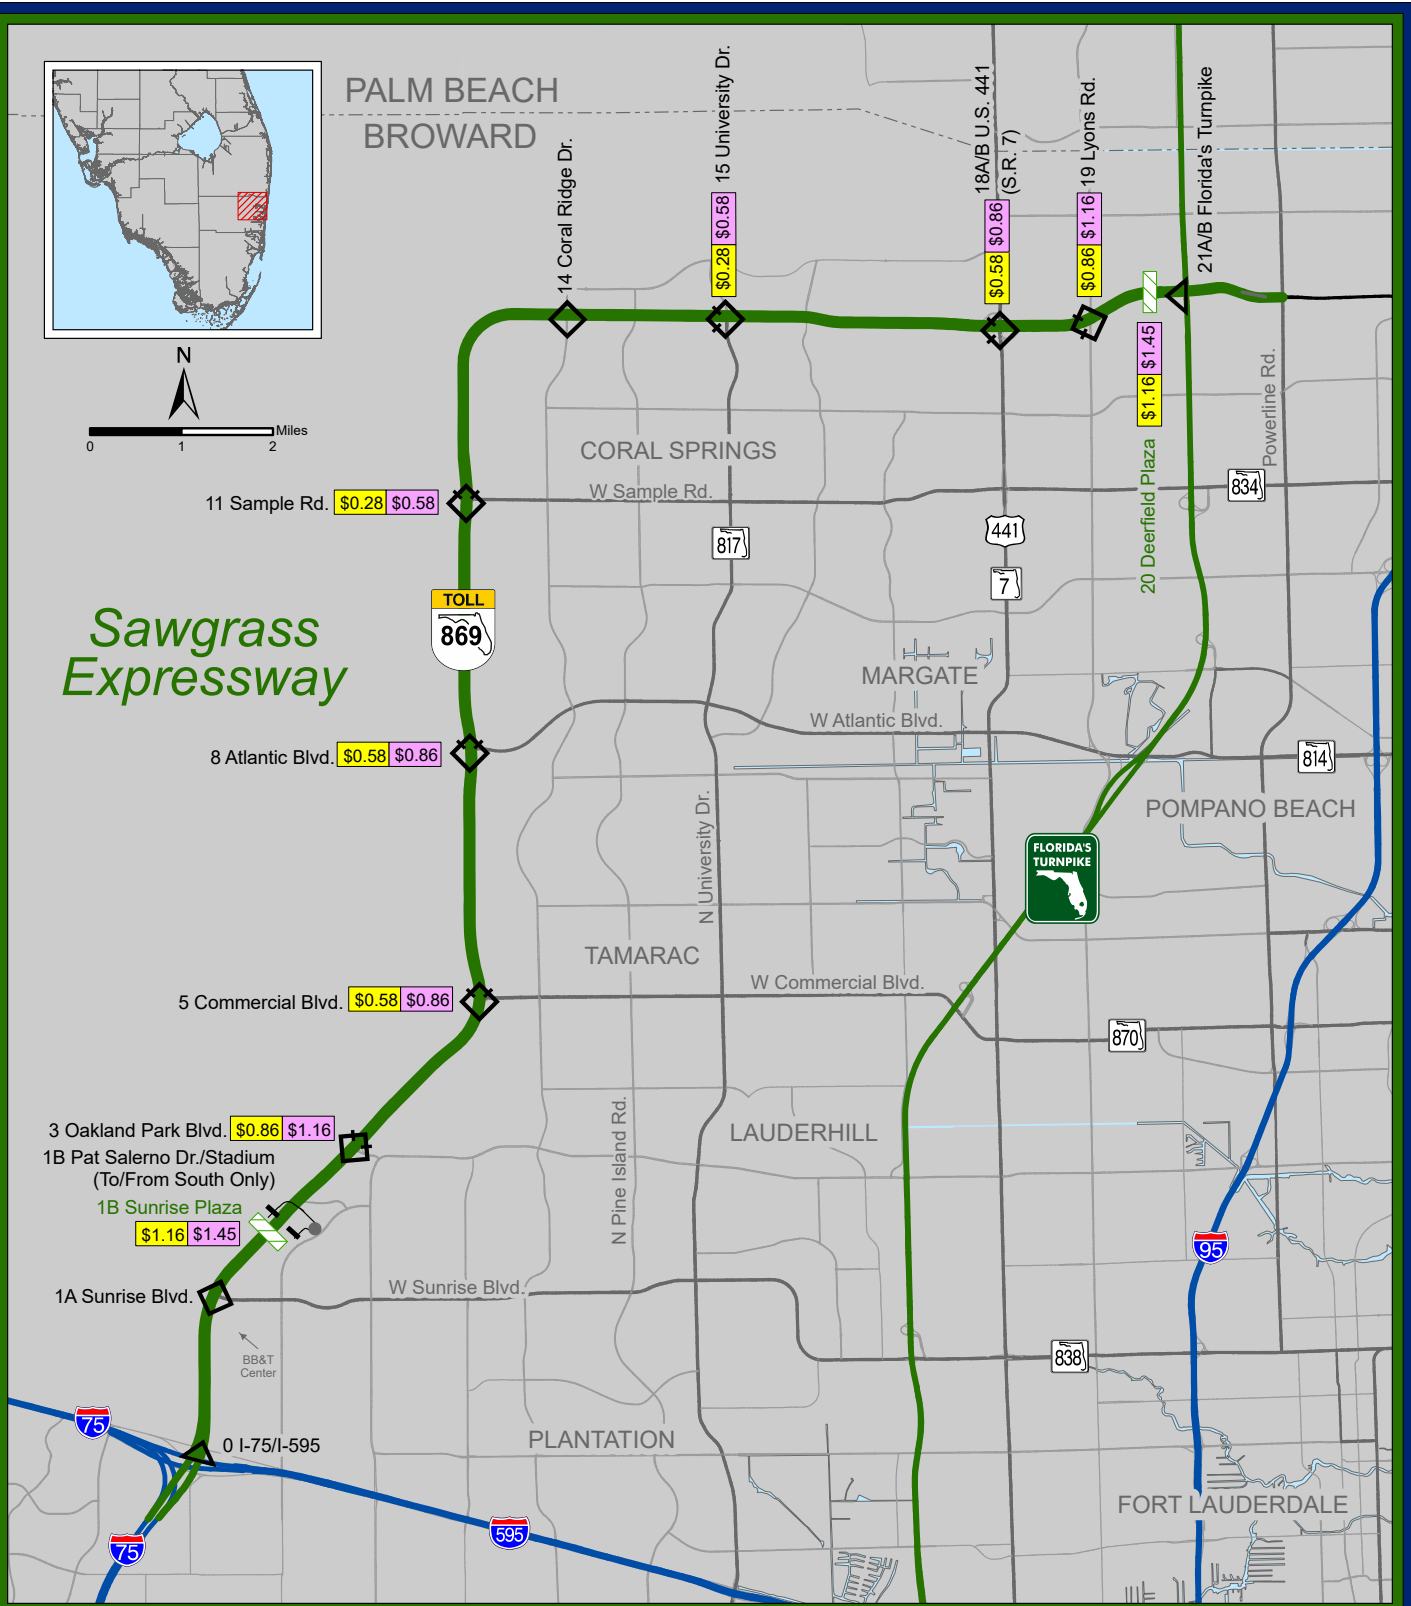 PALM BEACH
BROWARD
14 Coral Ridge Dr.
15 University Dr.
$0.28 $0.58
18A/B U.S. 441
(S.R. 7)
$0.58 $0.86
19 Lyons Rd.
$0.86 $1.16
21A/B Florida's Turnpike
20 Deerfield Plaza
$1.16 $1.45
Powerline Rd.
N
0 1 2 Miles
CORAL SPRINGS
11 Sample Rd. $0.28 $0.58
W Sample Rd.
834
817
441
7
TOLL
869
Sawgrass
Expressway
MARGATE
W Atlantic Blvd.
8 Atlantic Blvd. $0.58 $0.86
814
POMPANO BEACH
N University Dr.
FLORIDA'S
TURNPIKE
TAMARAC
W Commercial Blvd.
5 Commercial Blvd. $0.58 $0.86
870
3 Oakland Park Blvd. $0.86 $1.16
LAUDERHILL
N Pine Island Rd.
1B Pat Salerno Dr./Stadium
(To/From South Only)
1B Sunrise Plaza
$1.16 $1.45
95
1A Sunrise Blvd.
W Sunrise Blvd.
BB&T
Center
838
75
0 I-75/I-595
PLANTATION
FORT LAUDERDALE
595
75